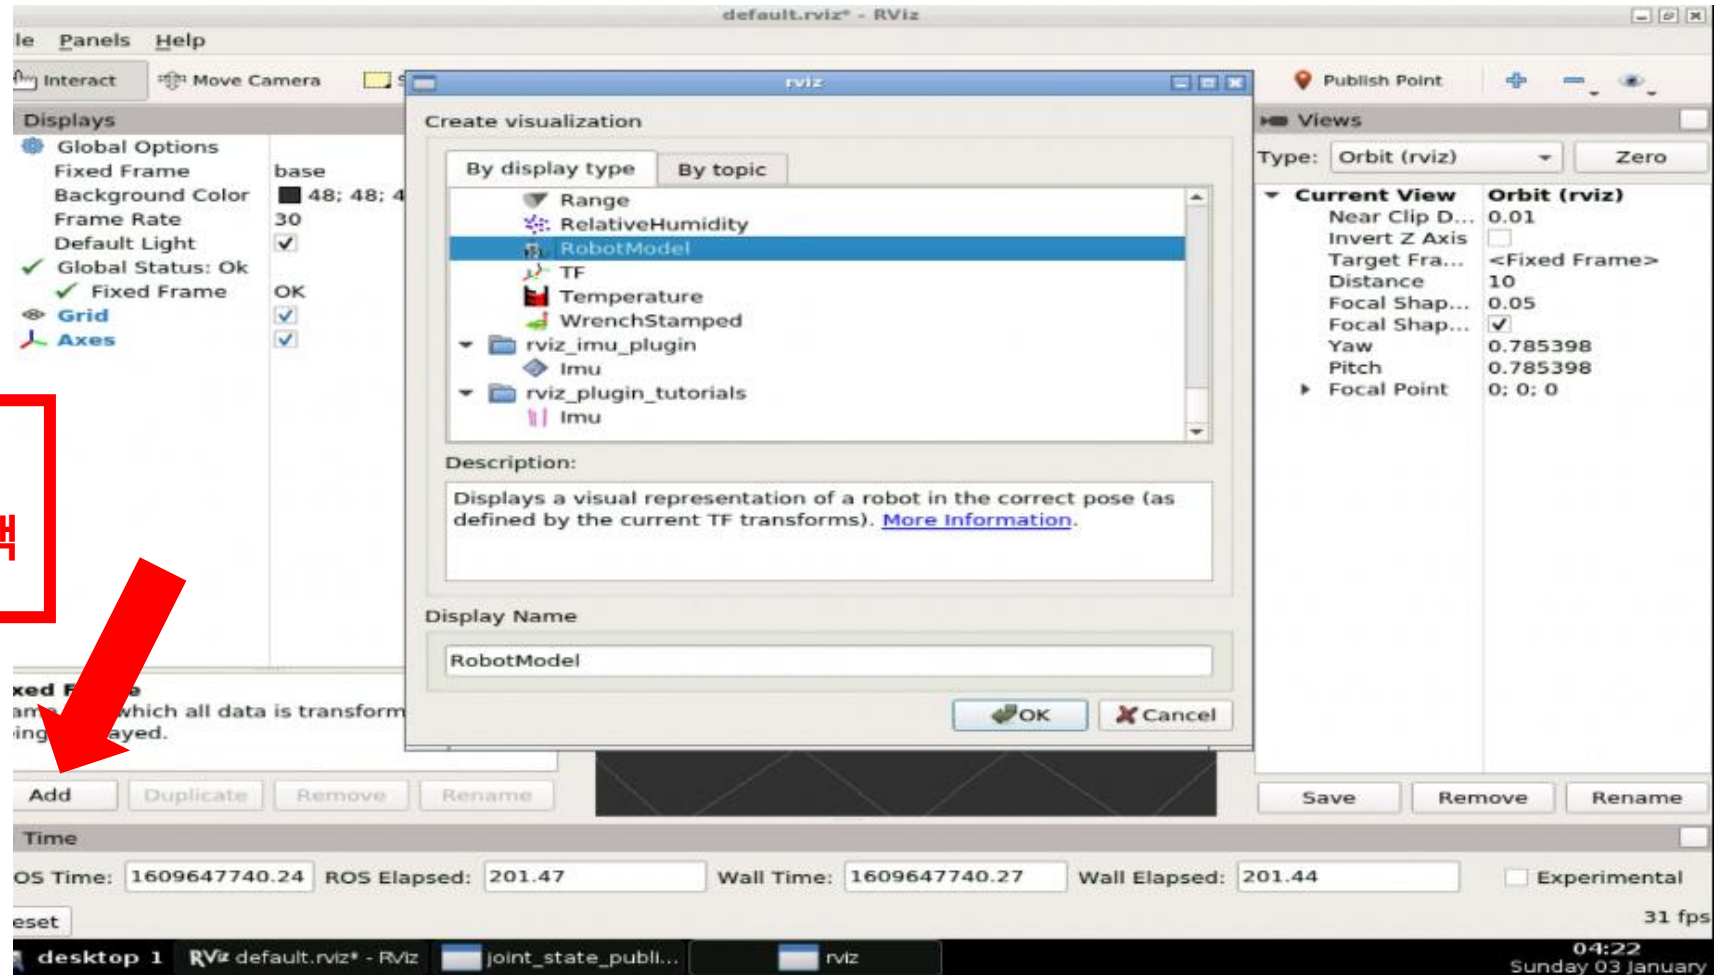 default.rviz* - RViz
le Panels Help
Interact Move Camera Publish Point
rviz
Displays
Global Options
Fixed Frame base
Background Color 48; 48; 4
Frame Rate 30
Default Light
Global Status: Ok
Fixed Frame OK
Grid
Axes
Create visualization
By display type By topic
Range
RelativeHumidity
RobotModel
TF
Temperature
WrenchStamped
rviz_imu_plugin
Imu
rviz_plugin_tutorials
Imu
Description:
Displays a visual representation of a robot in the correct pose (as
defined by the current TF transforms). More Information.
Display Name
RobotModel
OK Cancel
Views
Type: Orbit (rviz) Zero
Current View Orbit (rviz)
Near Clip D... 0.01
Invert Z Axis
Target Fra... <Fixed Frame>
Distance 10
Focal Shap... 0.05
Focal Shap...
Yaw 0.785398
Pitch 0.785398
Focal Point 0; 0; 0
xed F
which all data is transform
ayed.
Add Duplicate Remove Rename
Save Remove Rename
Time
OS Time: 1609647740.24 ROS Elapsed: 201.47 Wall Time: 1609647740.27 Wall Elapsed: 201.44 Experimental
eset 31 fps
desktop 1 RViz default.rviz* - RViz joint_state_publi... rviz
04:22
Sunday 03 January